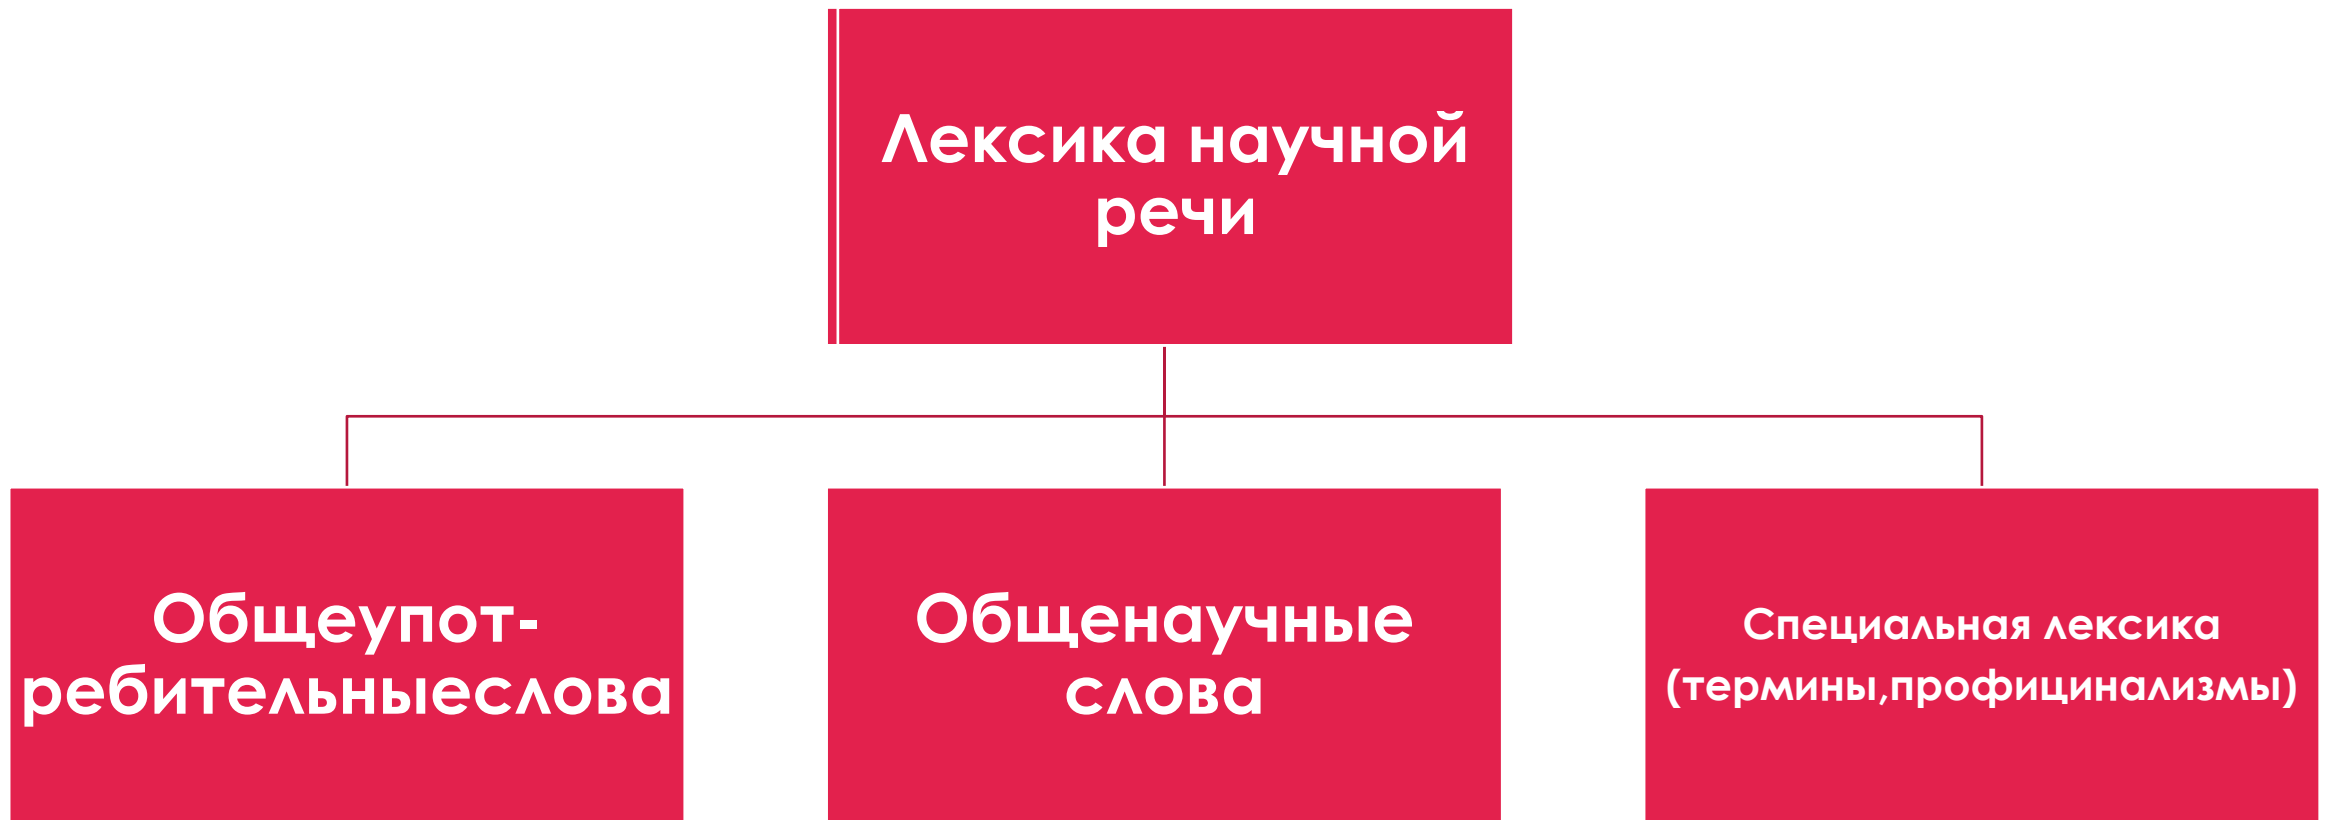 Лексика научной
речи
Общеупот-
ребительныеслова
Общенаучные
слова
Специальная лексика
(термины,профицинализмы)